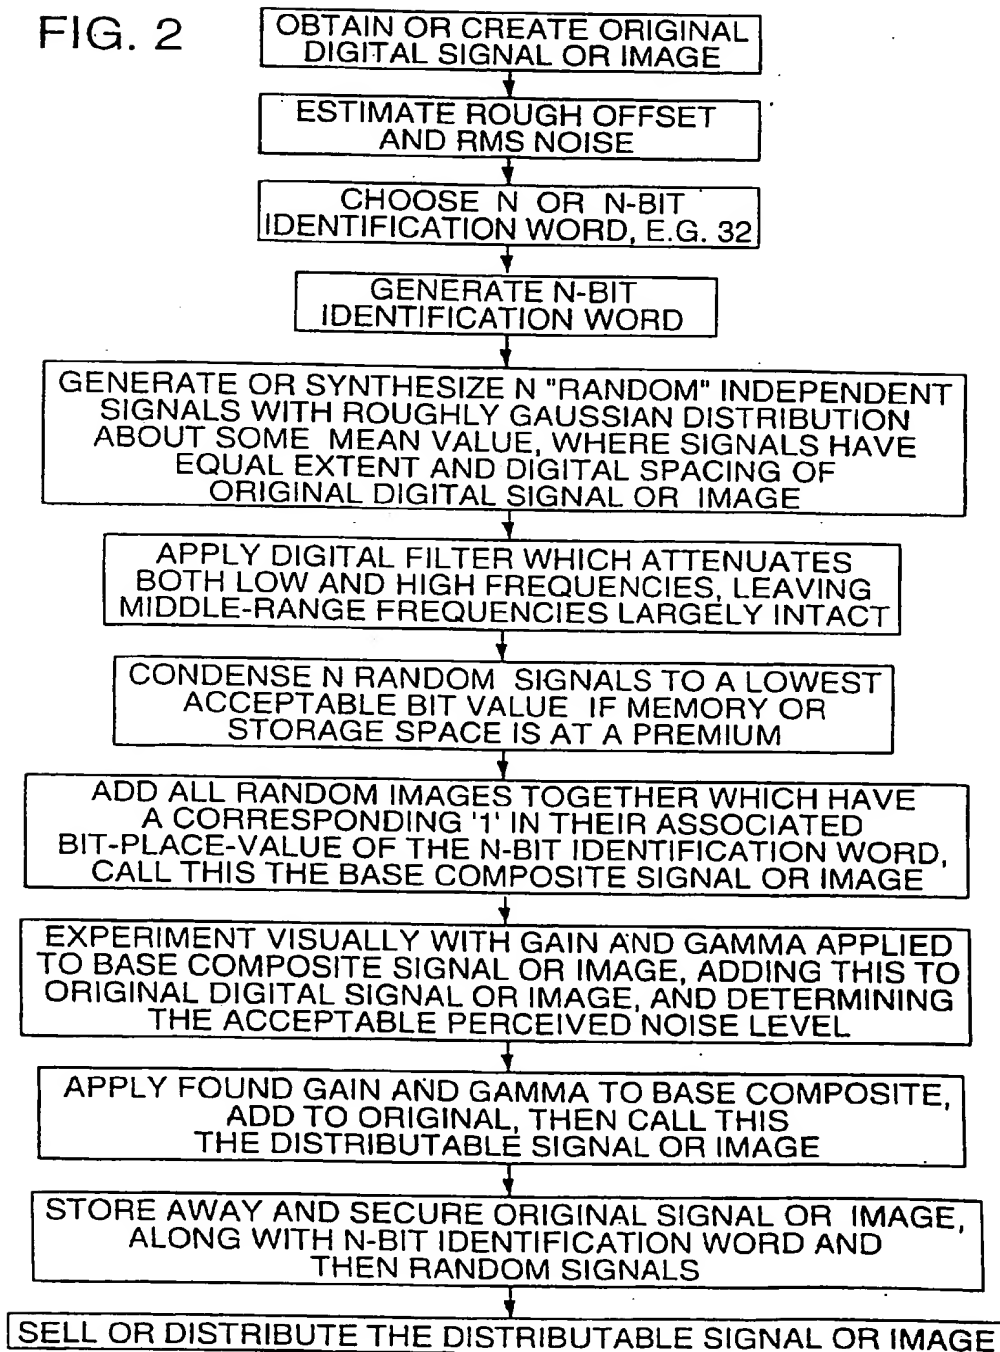 FIG. 2
OBTAIN OR CREATE ORIGINAL
DIGITAL SIGNAL OR IMAGE
ESTIMATE ROUGH OFFSET
AND RMS NOISE
CHOOSE N OR N-BIT
IDENTIFICATION WORD, E.G. 32
GENERATE N-BIT
IDENTIFICATION WORD
GENERATE OR SYNTHESIZE N "RANDOM" INDEPENDENT
SIGNALS WITH ROUGHLY GAUSSIAN DISTRIBUTION
ABOUT SOME MEAN VALUE, WHERE SIGNALS HAVE
EQUAL EXTENT AND DIGITAL SPACING OF
ORIGINAL DIGITAL SIGNAL OR IMAGE
APPLY DIGITAL FILTER WHICH ATTENUATES
BOTH LOW AND HIGH FREQUENCIES, LEAVING
MIDDLE-RANGE FREQUENCIES LARGELY INTACT
CONDENSE N RANDOM SIGNALS TO A LOWEST
ACCEPTABLE BIT VALUE IF MEMORY OR
STORAGE SPACE IS AT A PREMIUM
ADD ALL RANDOM IMAGES TOGETHER WHICH HAVE
A CORRESPONDING '1' IN THEIR ASSOCIATED
BIT-PLACE-VALUE OF THE N-BIT IDENTIFICATION WORD,
CALL THIS THE BASE COMPOSITE SIGNAL OR IMAGE
EXPERIMENT VISUALLY WITH GAIN AND GAMMA APPLIED
TO BASE COMPOSITE SIGNAL OR IMAGE, ADDING THIS TO
ORIGINAL DIGITAL SIGNAL OR IMAGE, AND DETERMINING
THE ACCEPTABLE PERCEIVED NOISE LEVEL
APPLY FOUND GAIN AND GAMMA TO BASE COMPOSITE,
ADD TO ORIGINAL, THEN CALL THIS
THE DISTRIBUTABLE SIGNAL OR IMAGE
STORE AWAY AND SECURE ORIGINAL SIGNAL OR IMAGE,
ALONG WITH N-BIT IDENTIFICATION WORD AND
THEN RANDOM SIGNALS
SELL OR DISTRIBUTE THE DISTRIBUTABLE SIGNAL OR IMAGE